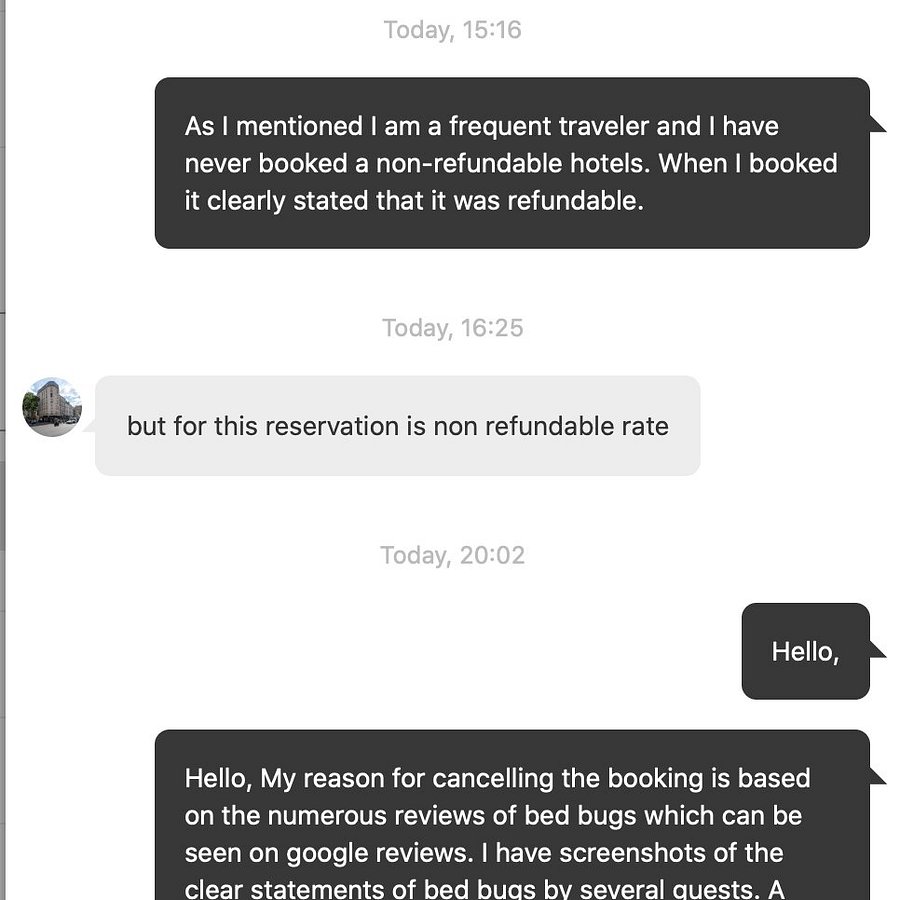 Today, 15:16
As I mentioned I am a frequent traveler and I have
never booked a non-refundable hotels. When I booked
it clearly stated that it was refundable.
Today, 16:25
but for this reservation is non refundable rate
Today, 20:02
Hello,
Hello, My reason for cancelling the booking is based
on the numerous reviews of bed bugs which can be
seen on google reviews. I have screenshots of the
clear statements of bed bugs by several guests. A